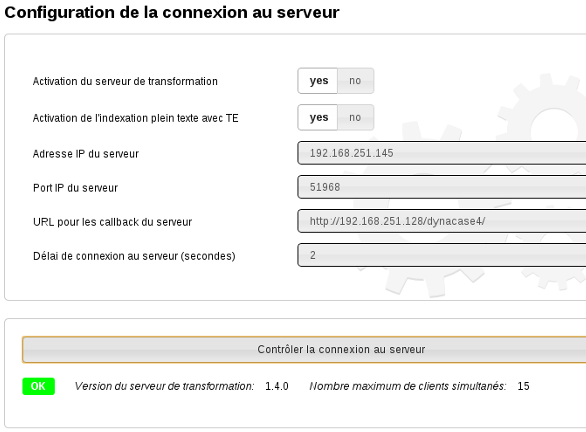 Configuration de la connexion au serveur
Activation du serveur de transformation yes no
Activation de l'indexation plein texte avec TE yes no
Adresse IP du serveur 192.168.251.145
Port IP du serveur 51968
URL pour les callback du serveur http://192.168.251.128/dynacase4/
Délai de connexion au serveur (secondes) 2
Contrôler la connexion au serveur
OK Version du serveur de transformation: 1.4.0 Nombre maximum de clients simultanés: 15